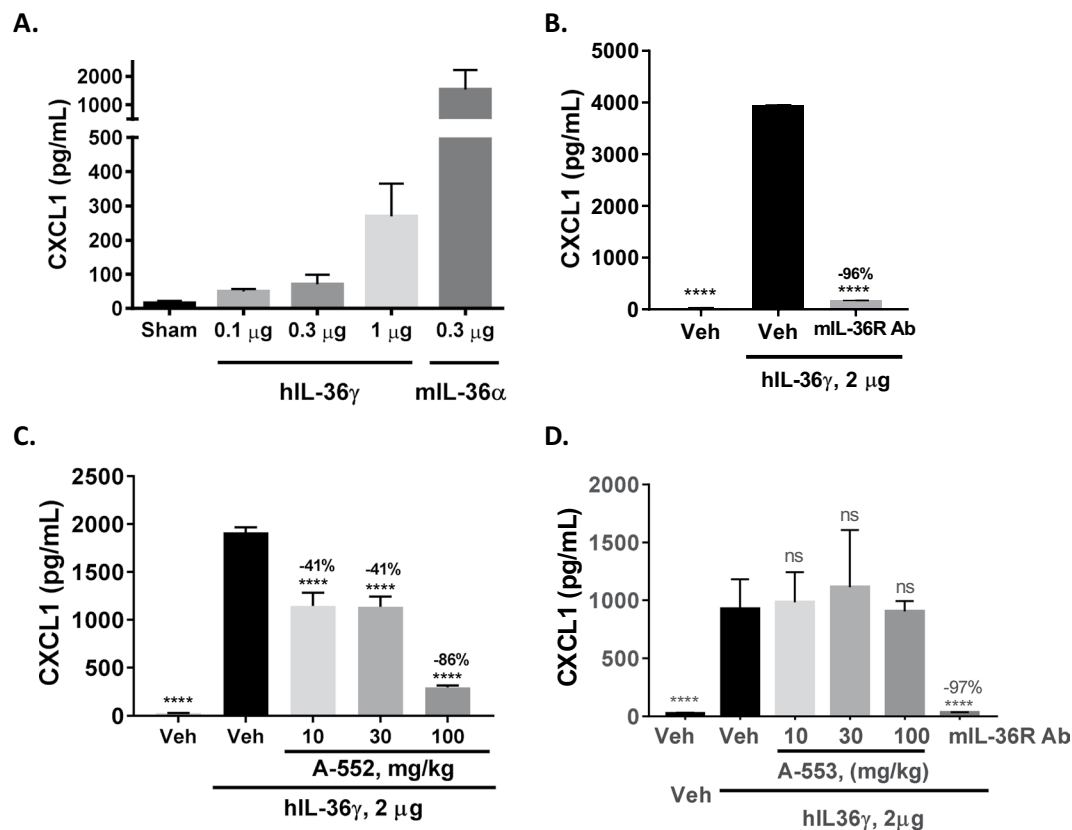 A.
CXCL1 (pg/mL)
2000
1000
500
400
300
200
100
0
Sham
0.1 μg
0.3 μg
1 μg
0.3 μg
hIL-36γ
mIL-36α
B.
CXCL1 (pg/mL)
5000
4000
3000
2000
1000
0
****
-96%
****
Veh
Veh
mIL-36R Ab
hIL-36γ, 2 μg
C.
CXCL1 (pg/mL)
2500
2000
1500
1000
500
0
****
-41%
****
-41%
****
-86%
****
Veh
Veh
10
30
100
A-552, mg/kg
hIL-36γ, 2 μg
D.
CXCL1 (pg/mL)
2000
1500
1000
500
0
****
ns
ns
ns
-97%
****
Veh
Veh
10
30
100
mIL-36R Ab
A-553, (mg/kg)
Veh
hIL36γ, 2μg